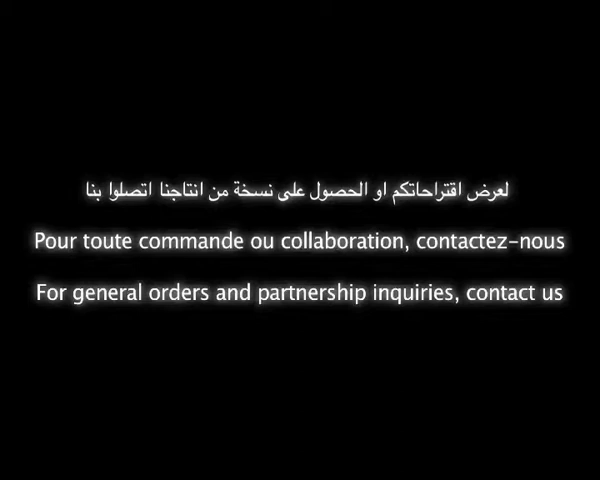 لعرض اقتراحاتكم او الحصول على نسخة من انتاجنا اتصلوا بنا
Pour toute commande ou collaboration, contactez-nous
For general orders and partnership inquiries, contact us